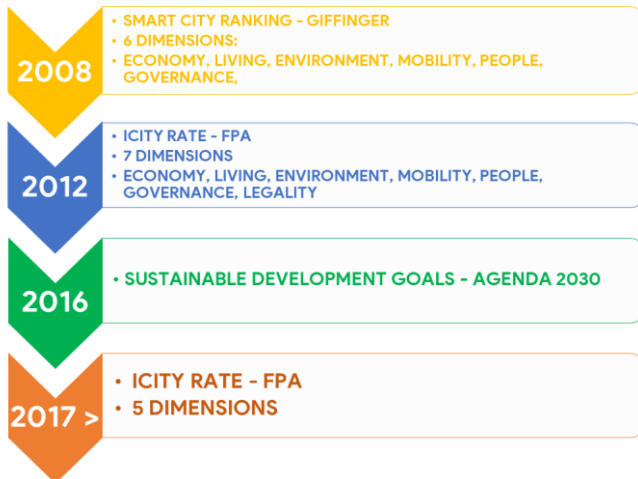 2008
• SMART CITY RANKING - GIFFINGER
• 6 DIMENSIONS:
• ECONOMY, LIVING, ENVIRONMENT, MOBILITY, PEOPLE,
GOVERNANCE,
2012
• ICITY RATE - FPA
• 7 DIMENSIONS
• ECONOMY, LIVING, ENVIRONMENT, MOBILITY, PEOPLE,
GOVERNANCE, LEGALITY
2016
• SUSTAINABLE DEVELOPMENT GOALS - AGENDA 2030
2017 >
• ICITY RATE - FPA
• 5 DIMENSIONS